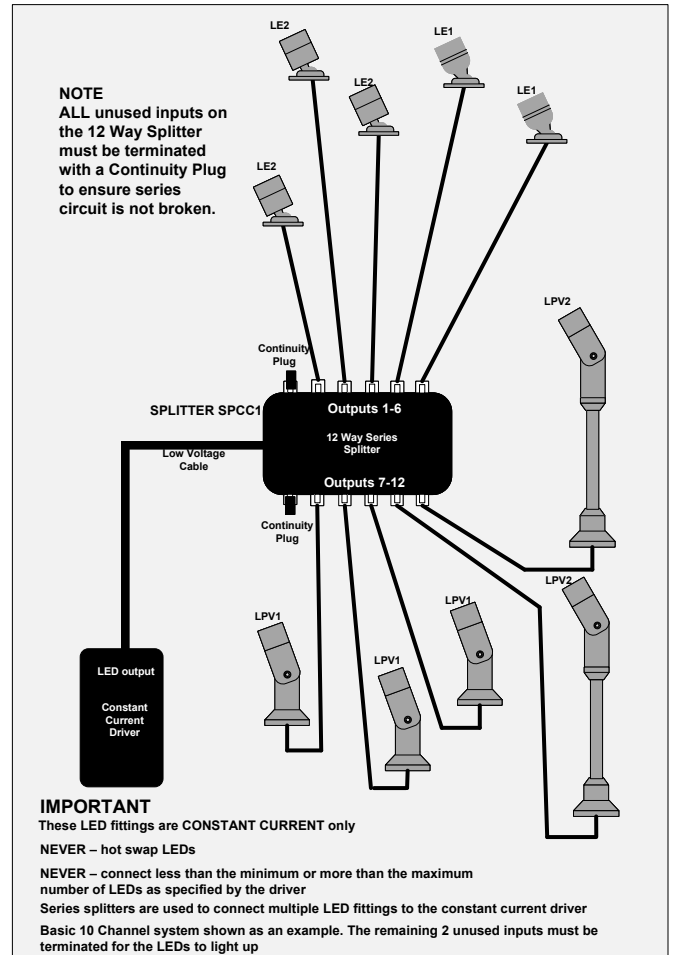 LE2
LE1
NOTE
ALL unused inputs on
the 12 Way Splitter
must be terminated
with a Continuity Plug
to ensure series
circuit is not broken.
LE2
LE1
LE2
LPV2
Continuity
Plug
SPLITTER SPCC1
Outputs 1-6
12 Way Series
Splitter
Low Voltage
Cable
Outputs 7-12
Continuity
Plug
LPV2
LPV1
LPV1
LPV1
LED output
Constant
Current
Driver
IMPORTANT
These LED fittings are CONSTANT CURRENT only
NEVER – hot swap LEDs
NEVER – connect less than the minimum or more than the maximum
number of LEDs as specified by the driver
Series splitters are used to connect multiple LED fittings to the constant current driver
Basic 10 Channel system shown as an example. The remaining 2 unused inputs must be
terminated for the LEDs to light up